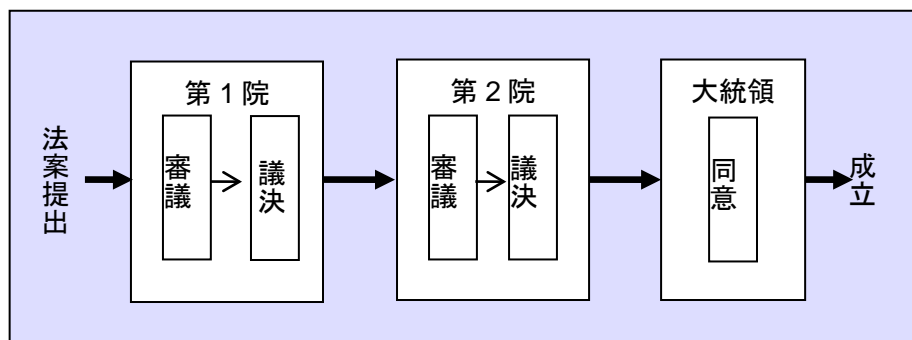 法案提出
第1院
審議
議決
第2院
審議
議決
大統領
同意
成立